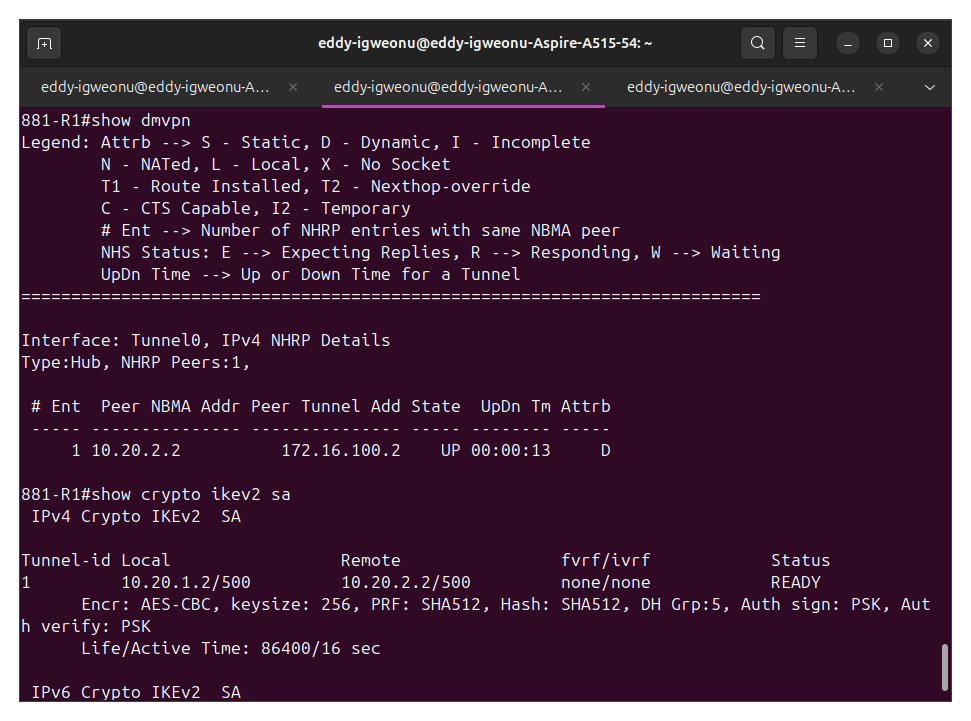 eddy-igweonu@eddy-igweonu-Aspire-A515-54: ~
eddy-igweonu@eddy-igweonu-A... eddy-igweonu@eddy-igweonu-A... eddy-igweonu@eddy-igweonu-A...
881-R1#show dmvpn
Legend: Attrb --> S - Static, D - Dynamic, I - Incomplete
        N - NATed, L - Local, X - No Socket
        T1 - Route Installed, T2 - Nexthop-override
        C - CTS Capable, I2 - Temporary
        # Ent --> Number of NHRP entries with same NBMA peer
        NHS Status: E --> Expecting Replies, R --> Responding, W --> Waiting
        UpDn Time --> Up or Down Time for a Tunnel
==========================================================================
Interface: Tunnel0, IPv4 NHRP Details
Type:Hub, NHRP Peers:1,
 # Ent  Peer NBMA Addr Peer Tunnel Add State  UpDn Tm Attrb
 ----- --------------- --------------- ----- -------- -----
     1 10.20.2.2          172.16.100.2    UP 00:00:13     D
881-R1#show crypto ikev2 sa
 IPv4 Crypto IKEv2  SA
Tunnel-id Local                 Remote                fvrf/ivrf            Status
1         10.20.1.2/500         10.20.2.2/500         none/none            READY
      Encr: AES-CBC, keysize: 256, PRF: SHA512, Hash: SHA512, DH Grp:5, Auth sign: PSK, Aut
h verify: PSK
      Life/Active Time: 86400/16 sec
 IPv6 Crypto IKEv2  SA